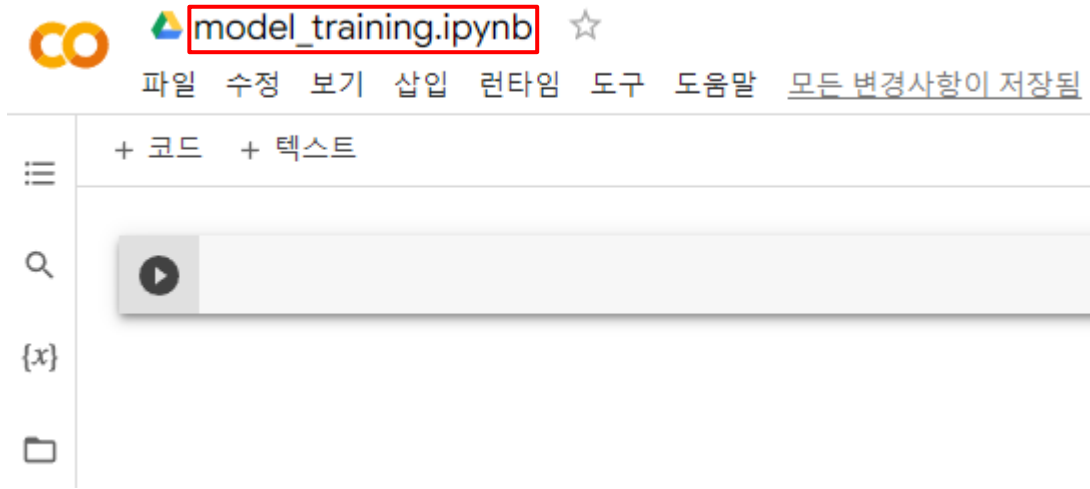 model_training.ipynb
파일 수정 보기 삽입 런타임 도구 도움말 모든 변경사항이 저장됨
+ 코드 + 텍스트
{x}